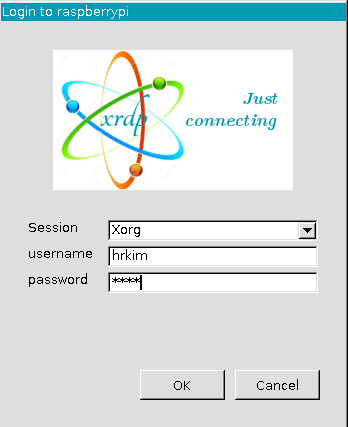 Login to raspberrypi
xrdp
Just
connecting
Session Xorg
username hrkim
password ****
OK Cancel